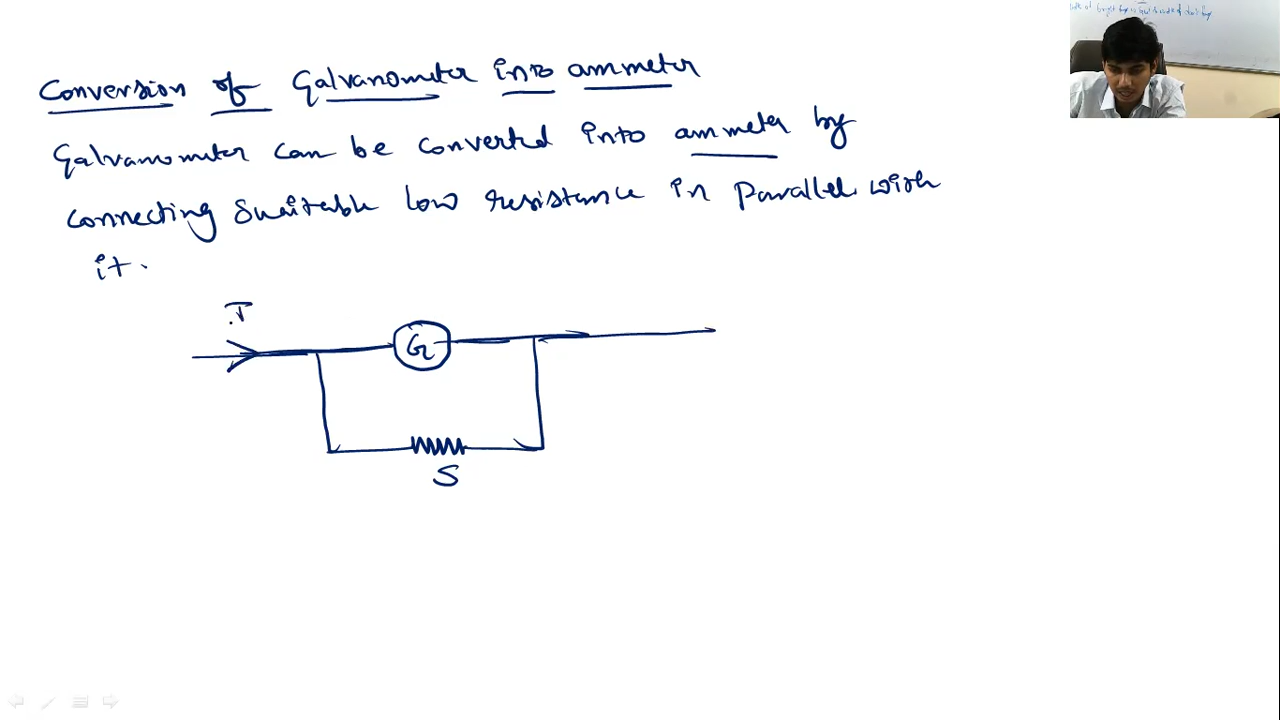 Conversion of Galvanometer into ammeter
Galvanometer can be converted into ammeter by
connecting suitable low resistance in parallel with
it.
I
G
S